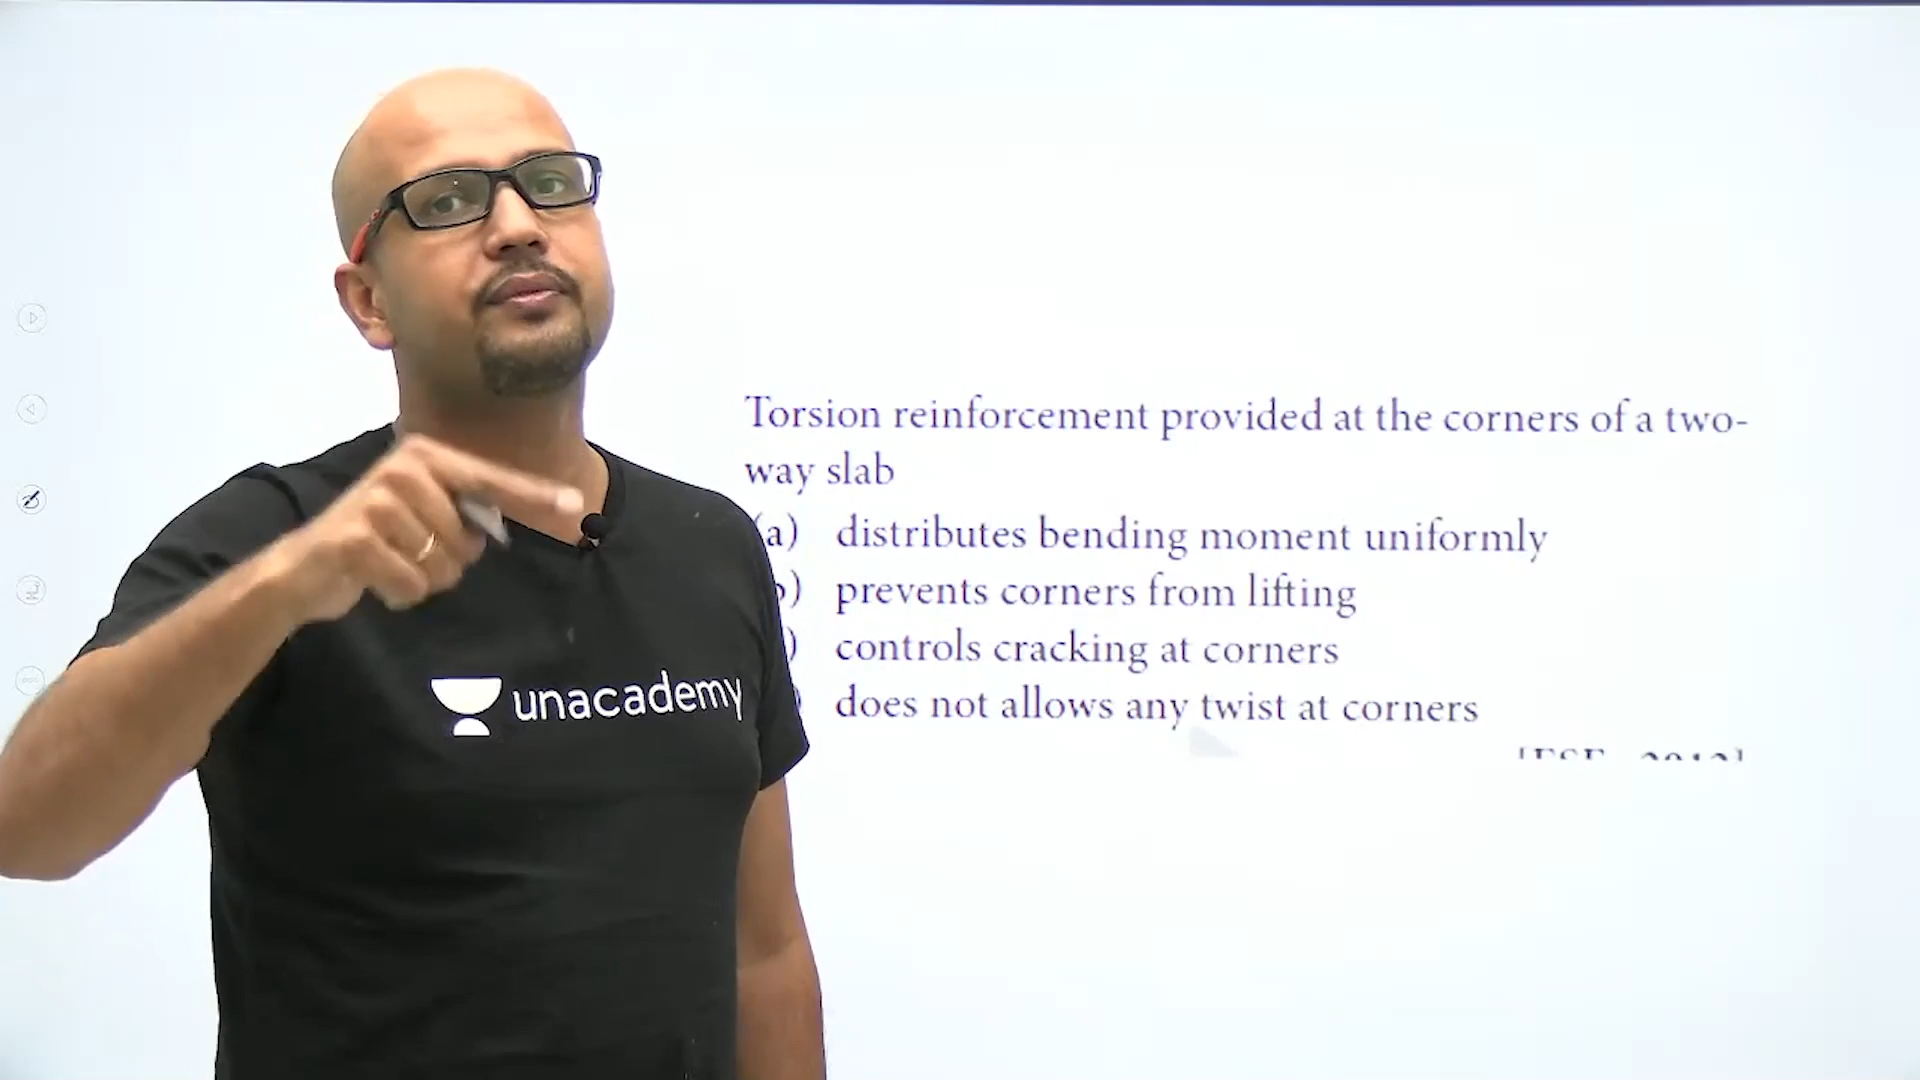 Torsion reinforcement provided at the corners of a two-
way slab
(a) distributes bending moment uniformly
) prevents corners from lifting
) controls cracking at corners
) does not allows any twist at corners
unacademy